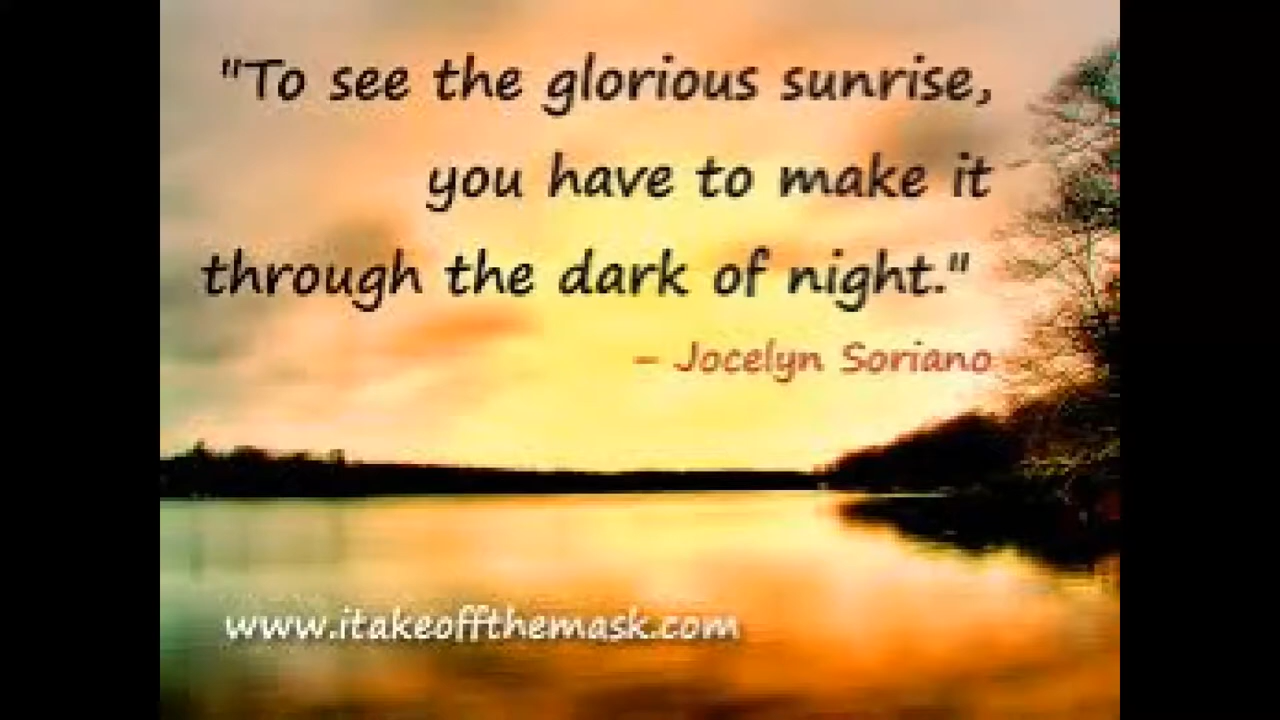 "To see the glorious sunrise,
you have to make it
through the dark of night."
– Jocelyn Soriano
www.itakeoffthemask.com